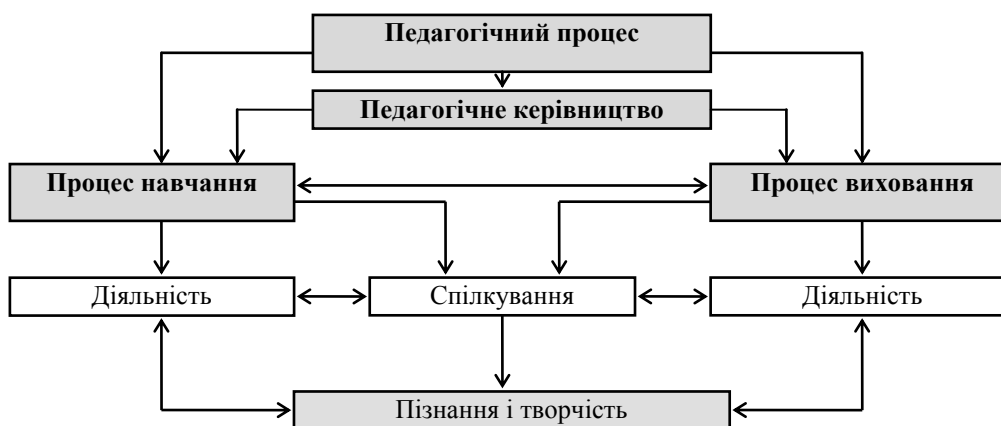 Педагогічний процес
Педагогічне керівництво
Процес навчання
Процес виховання
Діяльність
Спілкування
Діяльність
Пізнання і творчість